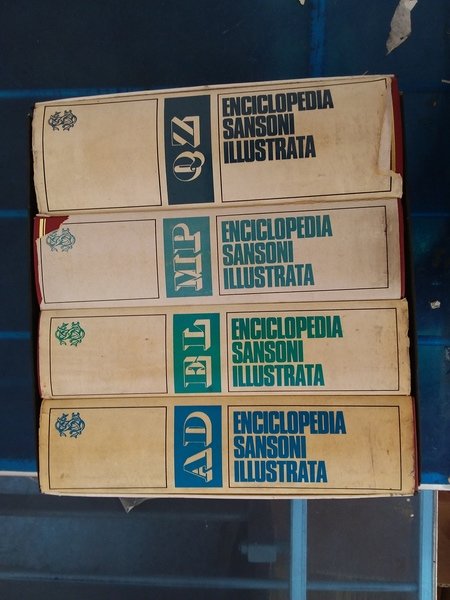 QZ
ENCICLOPEDIA
SANSONI
ILLUSTRATA
MP
ENCICLOPEDIA
SANSONI
ILLUSTRATA
EL
ENCICLOPEDIA
SANSONI
ILLUSTRATA
AD
ENCICLOPEDIA
SANSONI
ILLUSTRATA